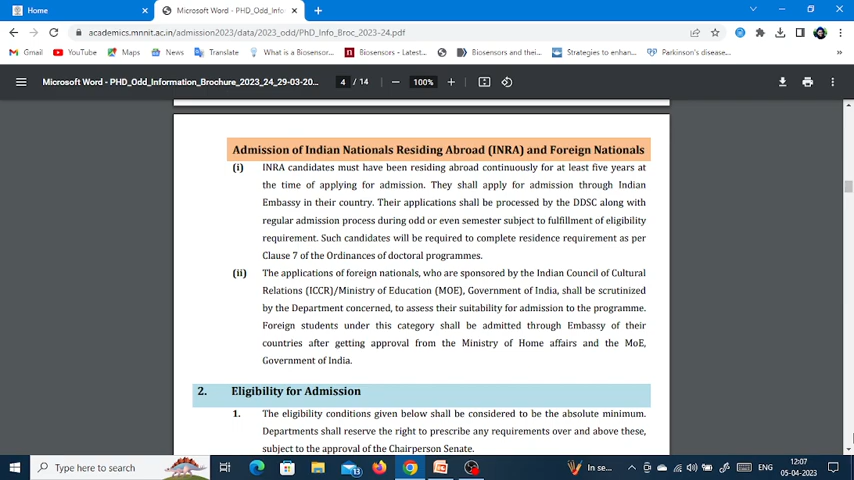 Home
Microsoft Word - PHD_Odd_Infor
academics.mnnit.ac.in/admission2023/data/2023_odd/PhD_Info_Broc_2023-24.pdf
Gmail YouTube Maps News Translate What is a Biosensor... Biosensors - Latest... Biosensors and thei... Strategies to enhan... Parkinson's disease...
Microsoft Word - PHD_Odd_Information_Brochure_2023_24_29-03-20... 4 / 14 100%
Admission of Indian Nationals Residing Abroad (INRA) and Foreign Nationals
(i) INRA candidates must have been residing abroad continuously for at least five years at
the time of applying for admission. They shall apply for admission through Indian
Embassy in their country. Their applications shall be processed by the DDSC along with
regular admission process during odd or even semester subject to fulfillment of eligibility
requirement. Such candidates will be required to complete residence requirement as per
Clause 7 of the Ordinances of doctoral programmes.
(ii) The applications of foreign nationals, who are sponsored by the Indian Council of Cultural
Relations (ICCR)/Ministry of Education (MOE), Government of India, shall be scrutinized
by the Department concerned, to assess their suitability for admission to the programme.
Foreign students under this category shall be admitted through Embassy of their
countries after getting approval from the Ministry of Home affairs and the MoE,
Government of India.
2. Eligibility for Admission
1. The eligibility conditions given below shall be considered to be the absolute minimum.
Departments shall reserve the right to prescribe any requirements over and above these,
subject to the approval of the Chairperson Senate.
Type here to search
In se...
ENG
12:07
05-04-2023